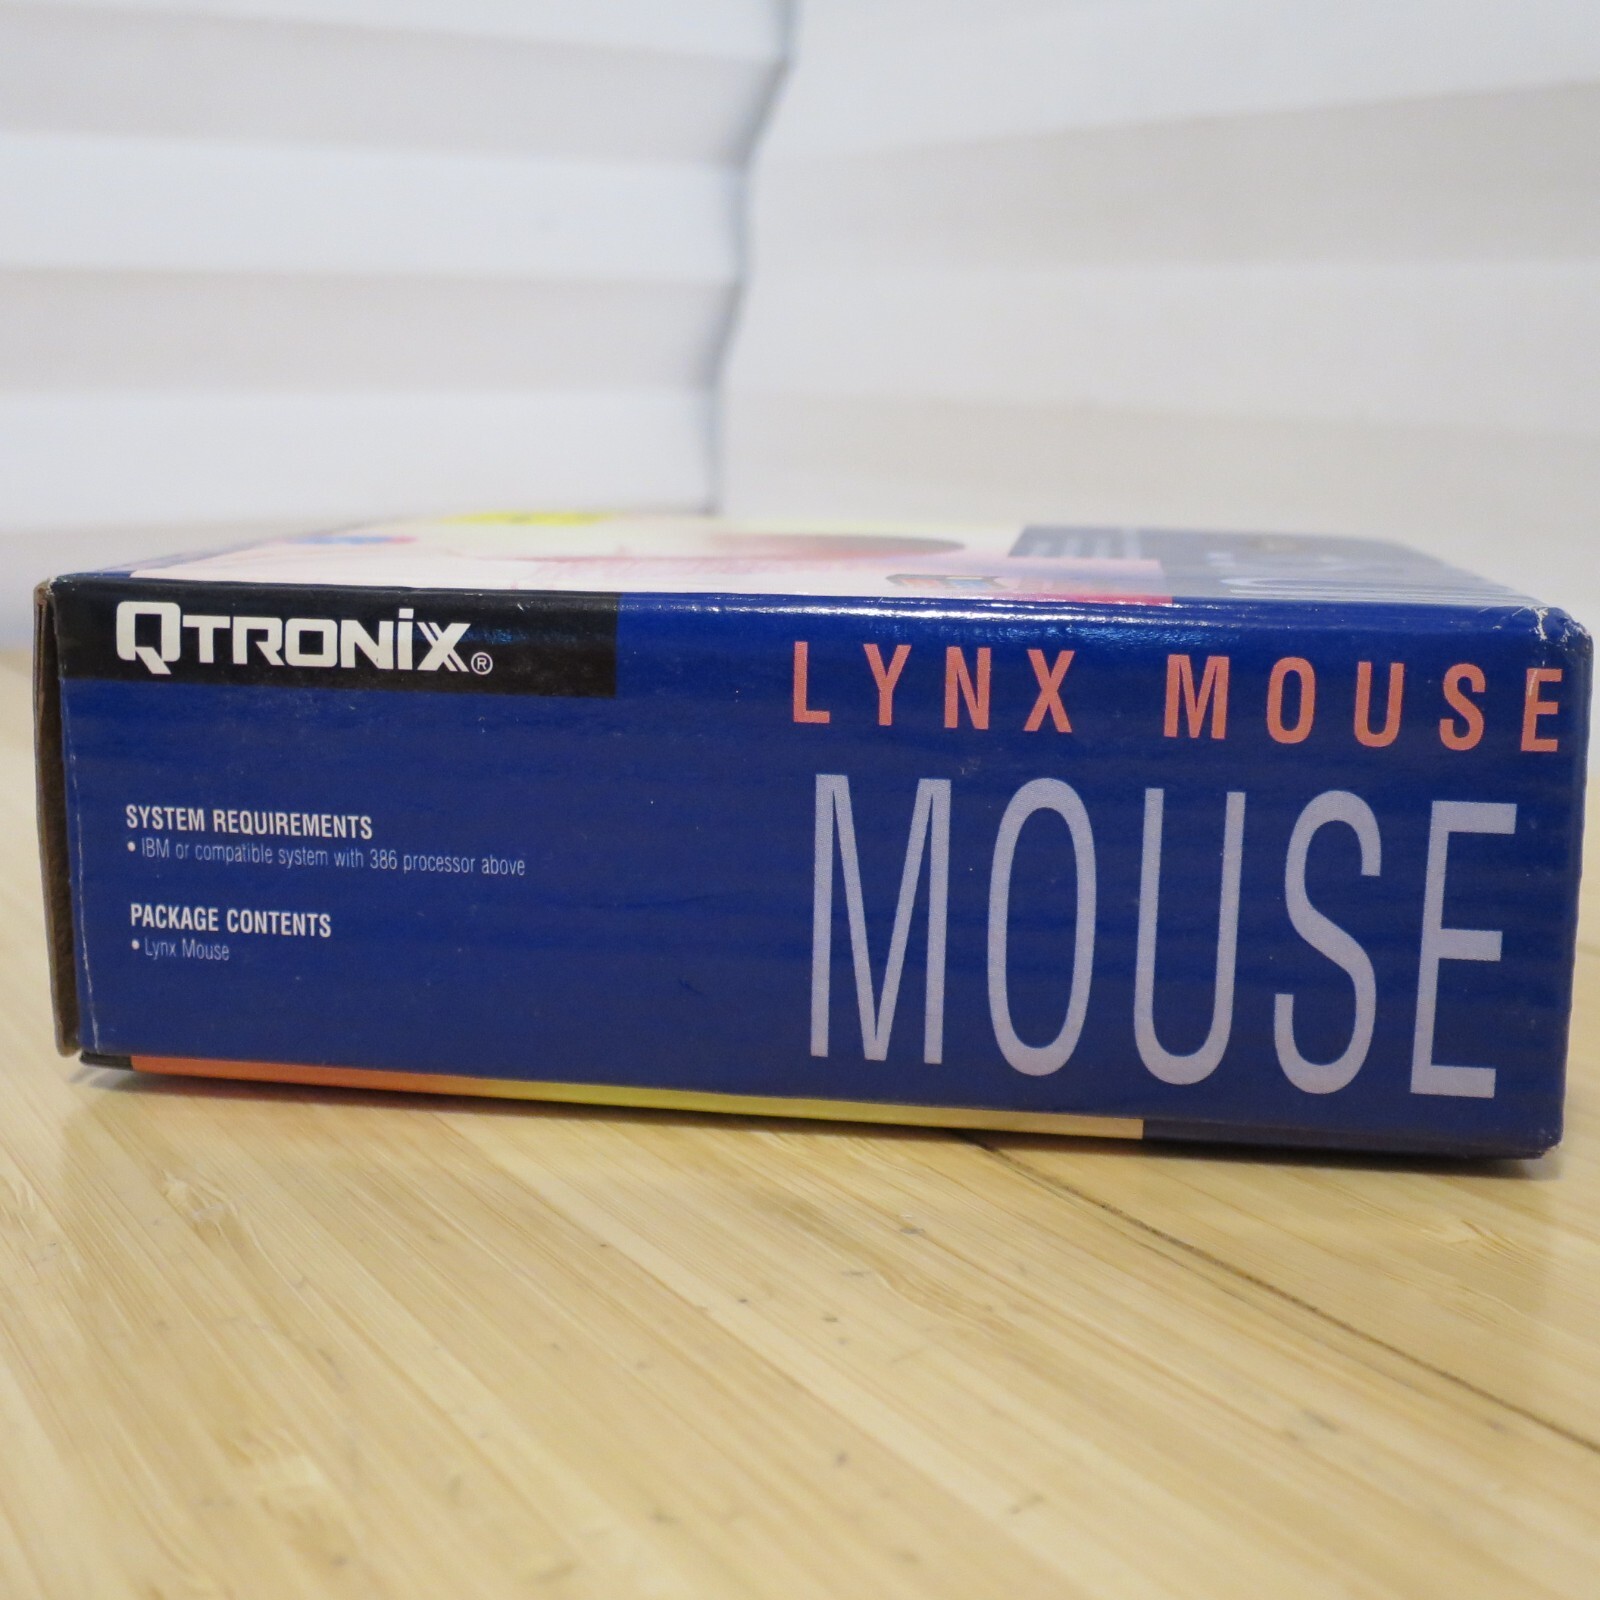 QTRONIX®
LYNX MOUSE
MOUSE
SYSTEM REQUIREMENTS
• IBM or compatible system with 386 processor above
PACKAGE CONTENTS
• Lynx Mouse